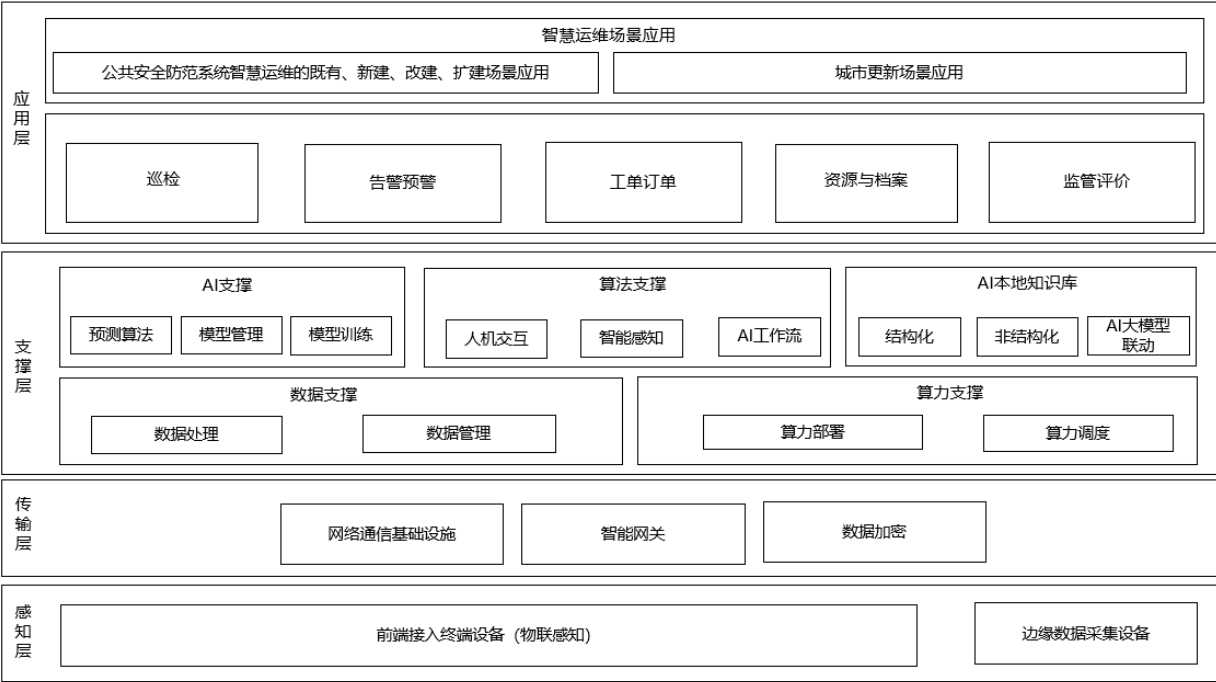 应用层
智慧运维场景应用
公共安全防范系统智慧运维的既有、新建、改建、扩建场景应用
城市更新场景应用
巡检
告警预警
工单订单
资源与档案
监管评价
支撑层
AI支撑
预测算法
模型管理
模型训练
算法支撑
人机交互
智能感知
AI工作流
AI本地知识库
结构化
非结构化
AI大模型
联动
数据支撑
数据处理
数据管理
算力支撑
算力部署
算力调度
传输层
网络通信基础设施
智能网关
数据加密
感知层
前端接入终端设备（物联感知）
边缘数据采集设备